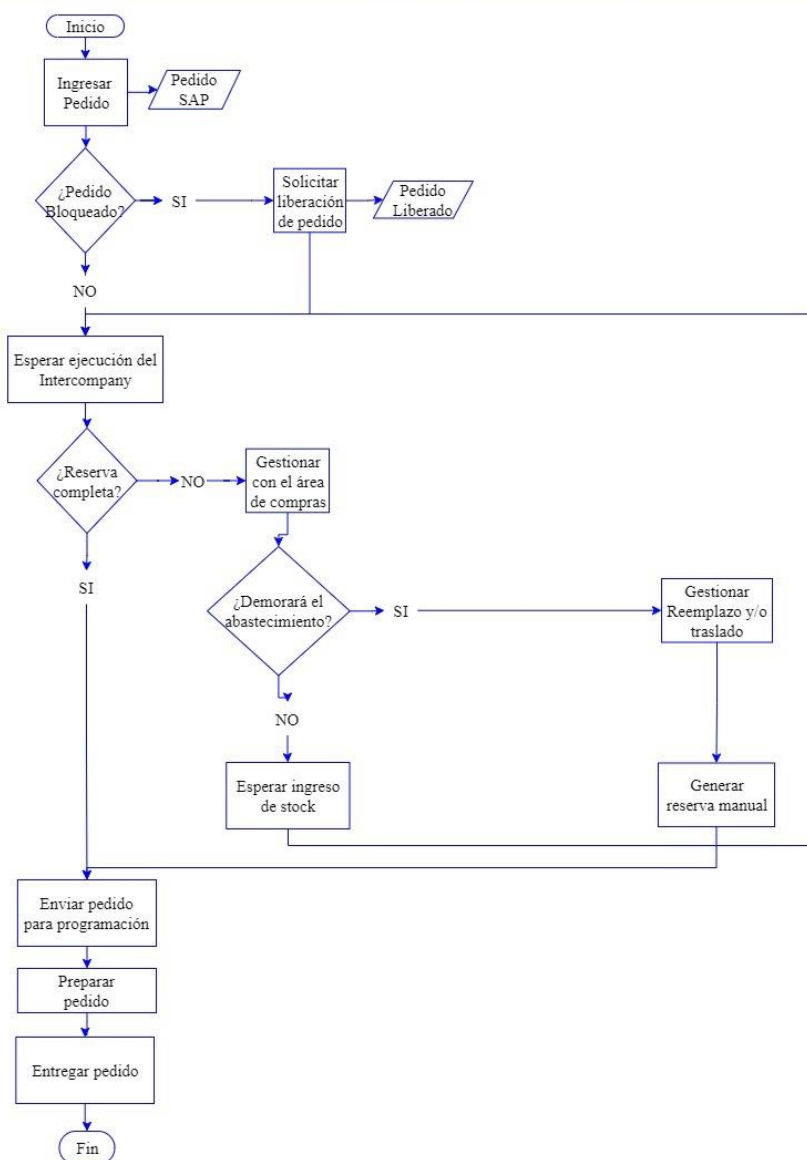 Inicio
Ingresar
Pedido
Pedido
SAP
¿Pedido
Bloqueado?
SI
Solicitar
liberación
de pedido
Pedido
Liberado
NO
Esperar ejecución del
Intercompany
¿Reserva
completa?
NO
Gestionar
con el área
de compras
SI
¿Demorará el
abastecimiento?
SI
Gestionar
Reemplazo y/o
traslado
NO
Esperar ingreso
de stock
Generar
reserva manual
Enviar pedido
para programación
Preparar
pedido
Entregar pedido
Fin